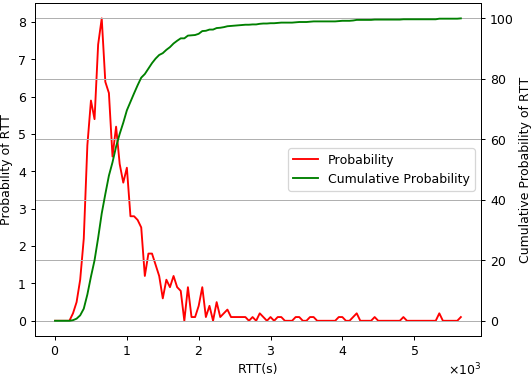 8
7
6
5
4
3
2
1
0
Probability of RTT
100
80
60
40
20
0
Cumulative Probability of RTT
Probability
Cumulative Probability
0 1 2 3 4 5
RTT(s)
×10³